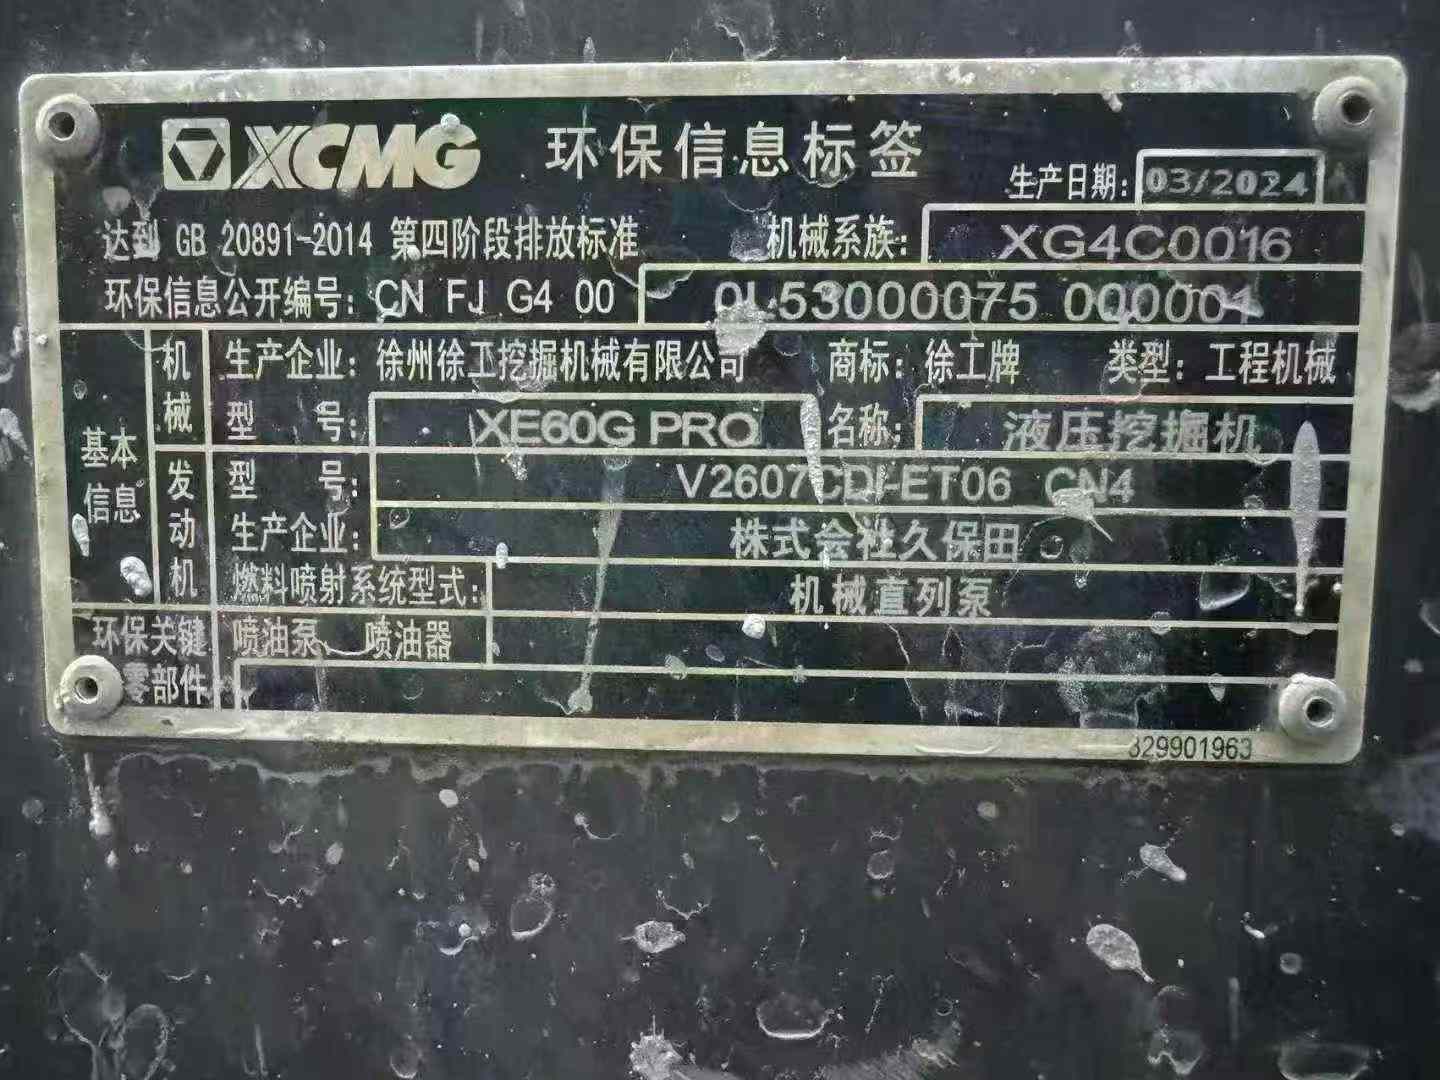 XCMG 环保信息标签
生产日期: 03/2024
达到 GB 20891-2014 第四阶段排放标准 机械系族: XG4C0016
环保信息公开编号: CN FJ G4 00 0L53000075 000001
基本信息
机械
生产企业: 徐州徐工挖掘机械有限公司 商标: 徐工牌 类型: 工程机械
型 号: XE60G PRO 名称: 液压挖掘机
发动机
型 号: V2607CDI-ET06 CN4
生产企业: 株式会社久保田
燃料喷射系统型式: 机械直列泵
环保关键零部件
喷油泵、喷油器
329901963